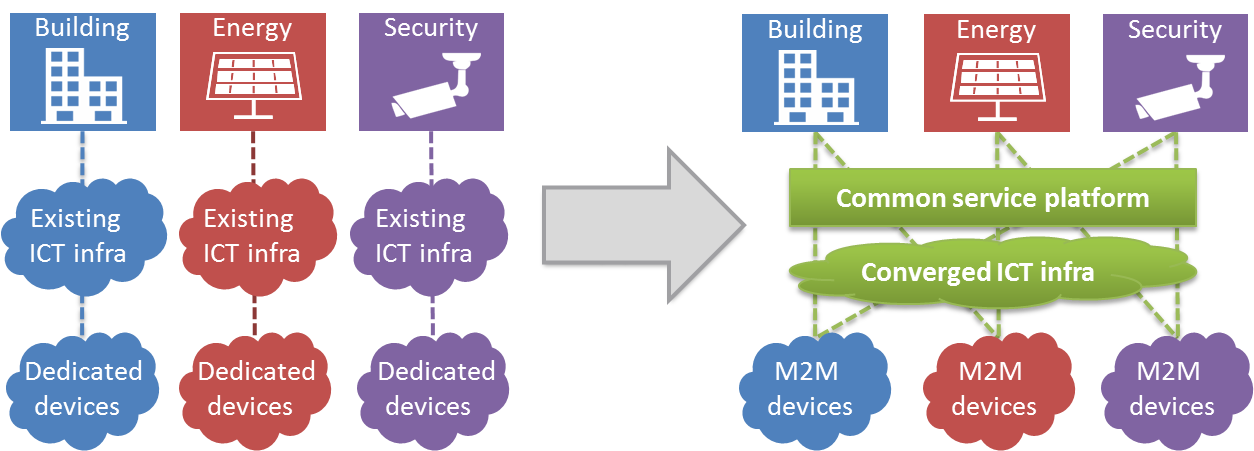 Building
Energy
Security
Existing
ICT infra
Existing
ICT infra
Existing
ICT infra
Dedicated
devices
Dedicated
devices
Dedicated
devices
Building
Energy
Security
Common service platform
Converged ICT infra
M2M
devices
M2M
devices
M2M
devices